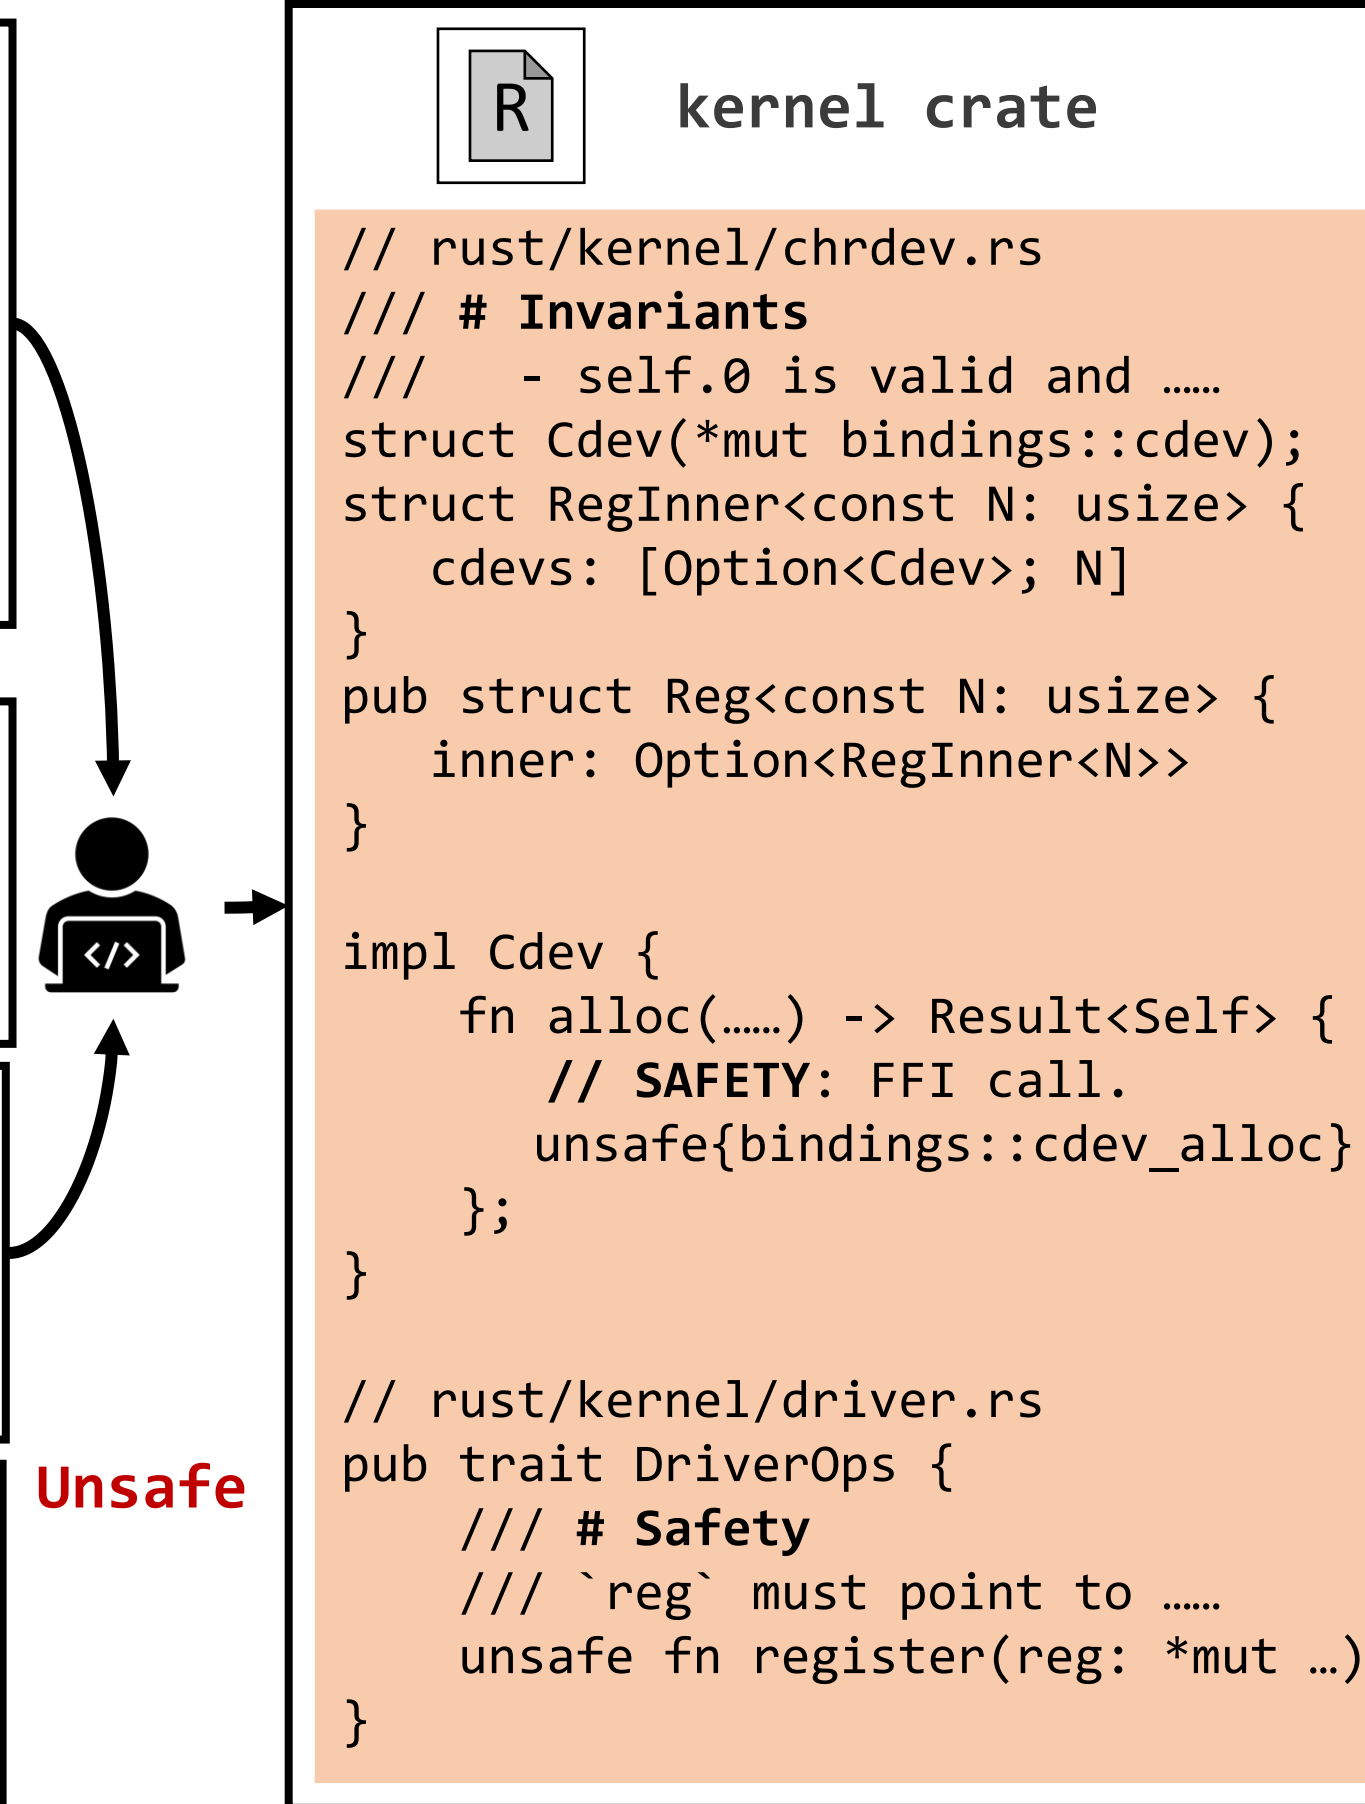 R
kernel crate
// rust/kernel/chrdev.rs
/// # Invariants
///   - self.0 is valid and ……
struct Cdev(*mut bindings::cdev);
struct RegInner<const N: usize> {
   cdevs: [Option<Cdev>; N]
}
pub struct Reg<const N: usize> {
   inner: Option<RegInner<N>>
}
</>
impl Cdev {
    fn alloc(……) -> Result<Self> {
       // SAFETY: FFI call.
       unsafe{bindings::cdev_alloc}
    };
}
// rust/kernel/driver.rs
pub trait DriverOps {
    /// # Safety
    /// `reg` must point to ……
    unsafe fn register(reg: *mut …)
}
Unsafe